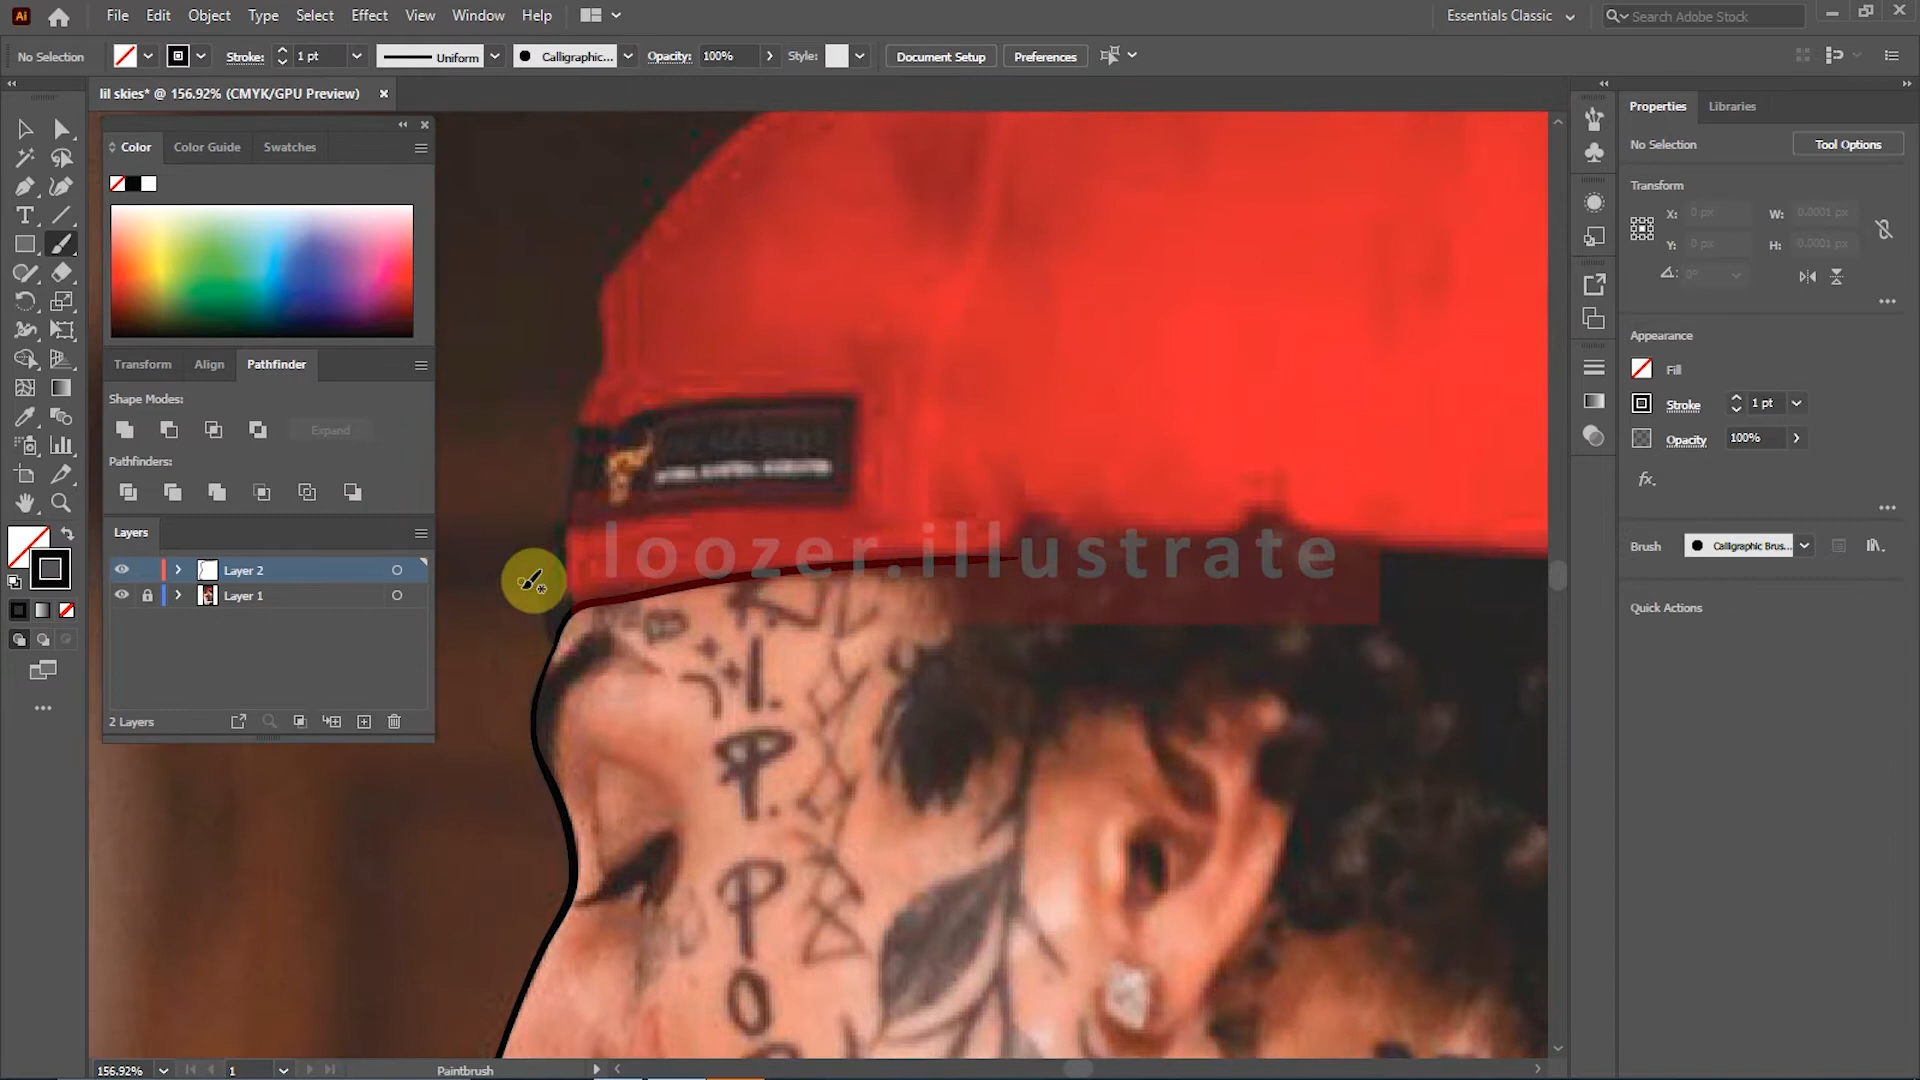 Ai File Edit Object Type Select Effect View Window Help Essentials Classic Search Adobe Stock
No Selection Stroke: 1 pt Uniform Calligraphic... Opacity: 100% Style: Document Setup Preferences
lil skies* @ 156.92% (CMYK/GPU Preview)
Color Color Guide Swatches
Transform Align Pathfinder
Shape Modes:
Expand
Pathfinders:
Layers
Layer 2
Layer 1
2 Layers
loozer.illustrate
Properties Libraries
No Selection Tool Options
Transform
X: 0 px W: 0.0001 px
Y: 0 px H: 0.0001 px
0°
Appearance
Fill
Stroke 1 pt
Opacity 100%
fx.
Brush Calligraphic Brus...
Quick Actions
156.92% 1 Paintbrush